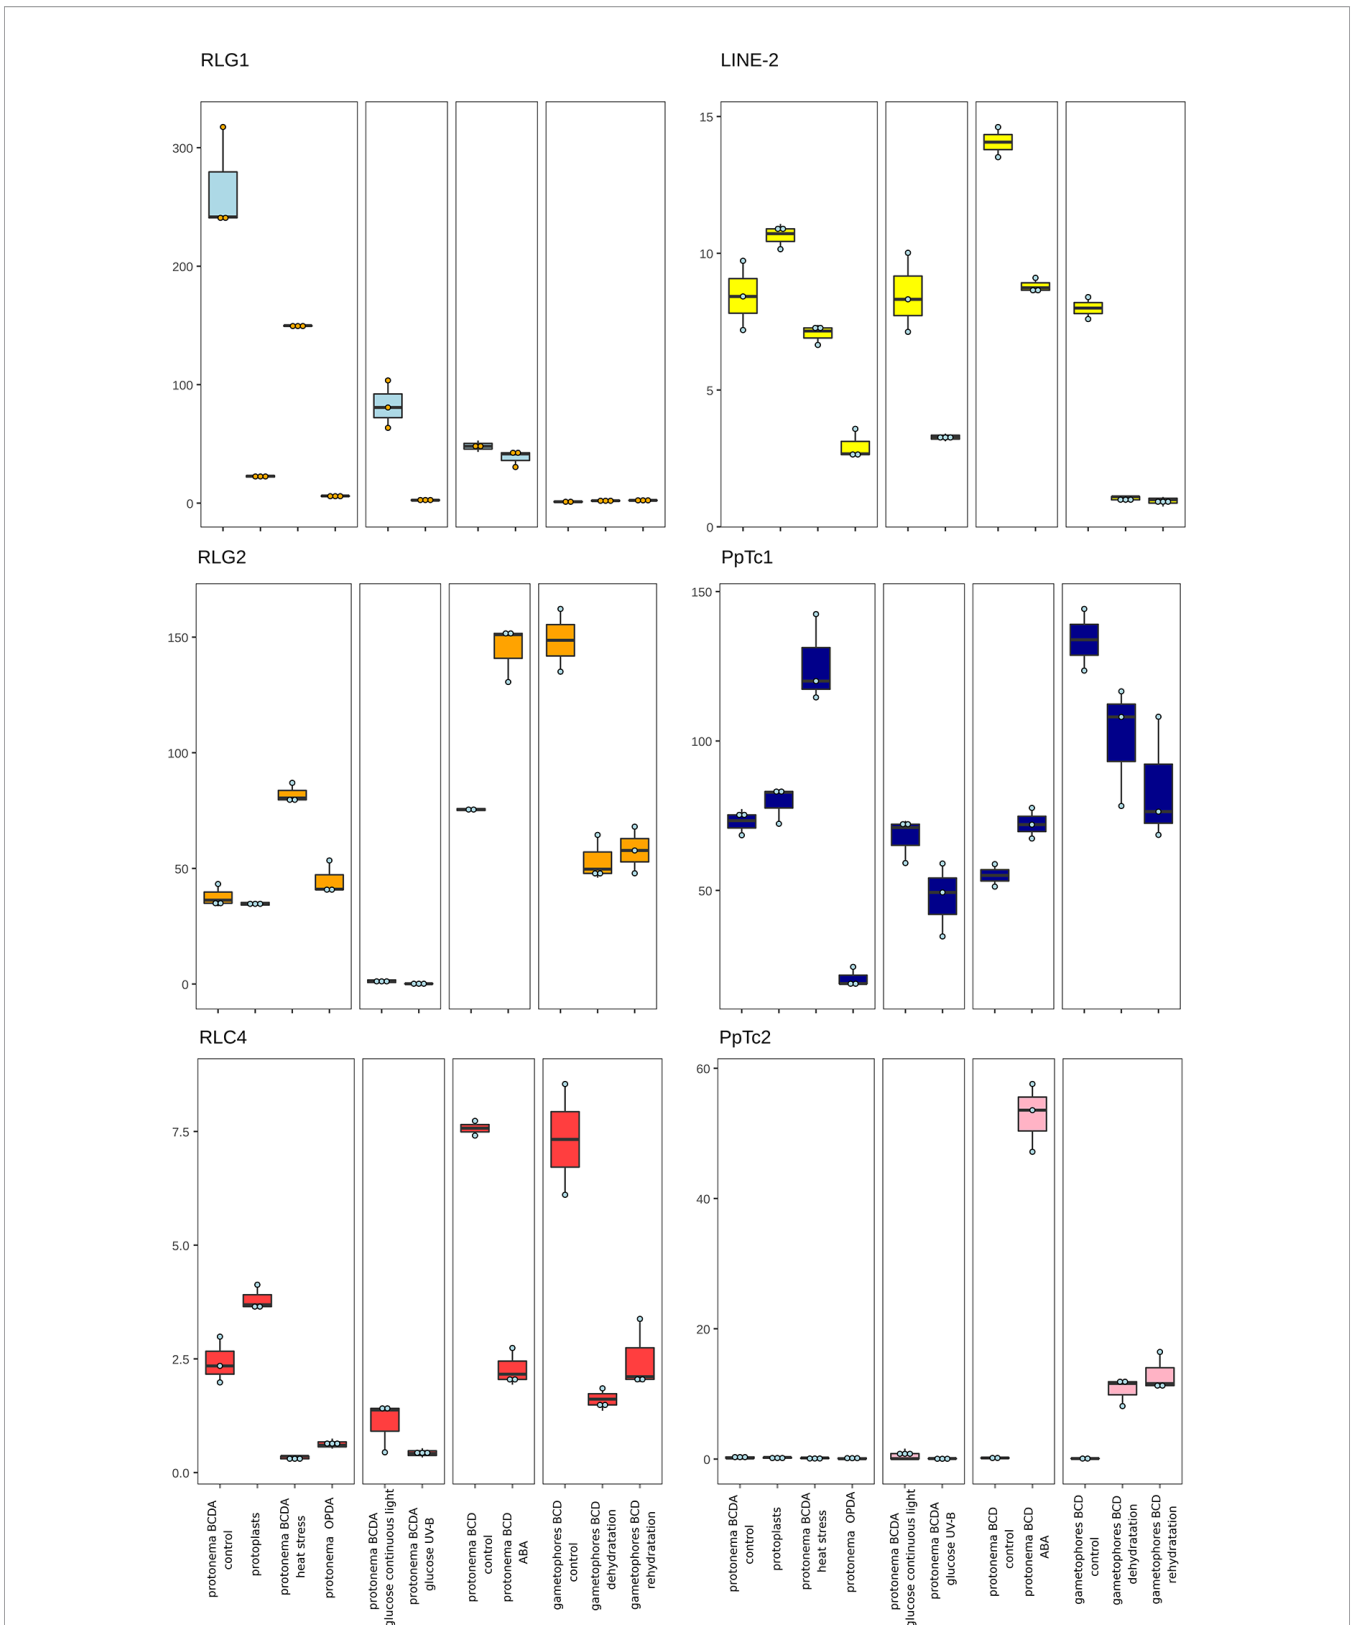 RLG1
300
200
100
0
LINE-2
15
10
5
0
RLG2
150
100
50
0
PpTc1
150
100
50
RLC4
7.5
5.0
2.5
0.0
PpTc2
60
40
20
0
protonema BCDA
control
protoplasts
protonema BCDA
heat stress
protonema OPDA
protonema BCDA
glucose continuous light
protonema BCDA
glucose UV-B
protonema BCD
control
protonema BCD
ABA
gametophores BCD
control
gametophores BCD
dehydratation
gametophores BCD
rehydratation
protonema BCDA
control
protoplasts
protonema BCDA
heat stress
protonema OPDA
protonema BCDA
glucose continuous light
protonema BCDA
glucose UV-B
protonema BCD
control
protonema BCD
ABA
gametophores BCD
control
gametophores BCD
dehydratation
gametophores BCD
rehydratation